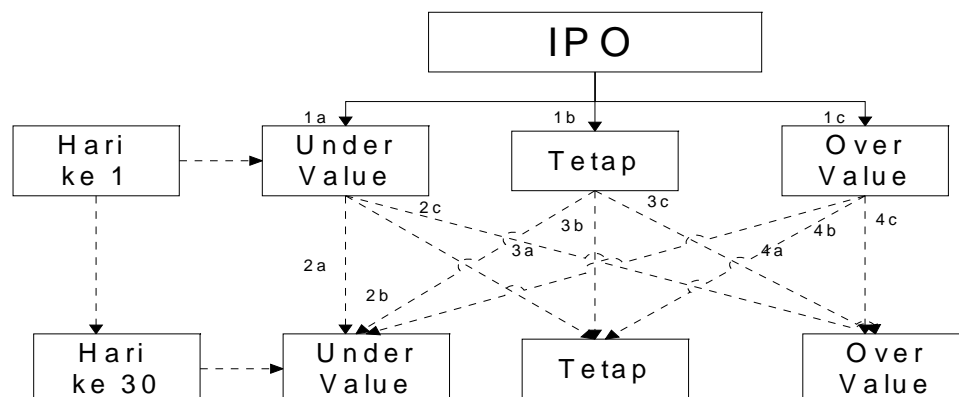 IPO
1a
1b
1c
Hari
ke 1
Under
Value
Tetap
Over
Value
2c
3c
3b
4c
4b
3a
4a
2a
2b
Hari
ke 30
Under
Value
Tetap
Over
Value